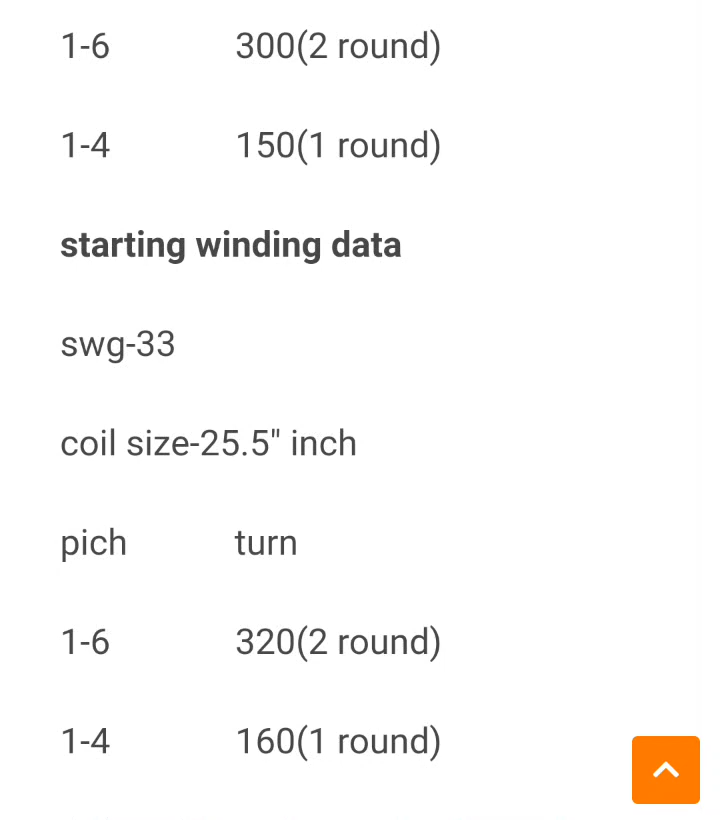 1-6 300(2 round)
1-4 150(1 round)
starting winding data
swg-33
coil size-25.5" inch
pich turn
1-6 320(2 round)
1-4 160(1 round)